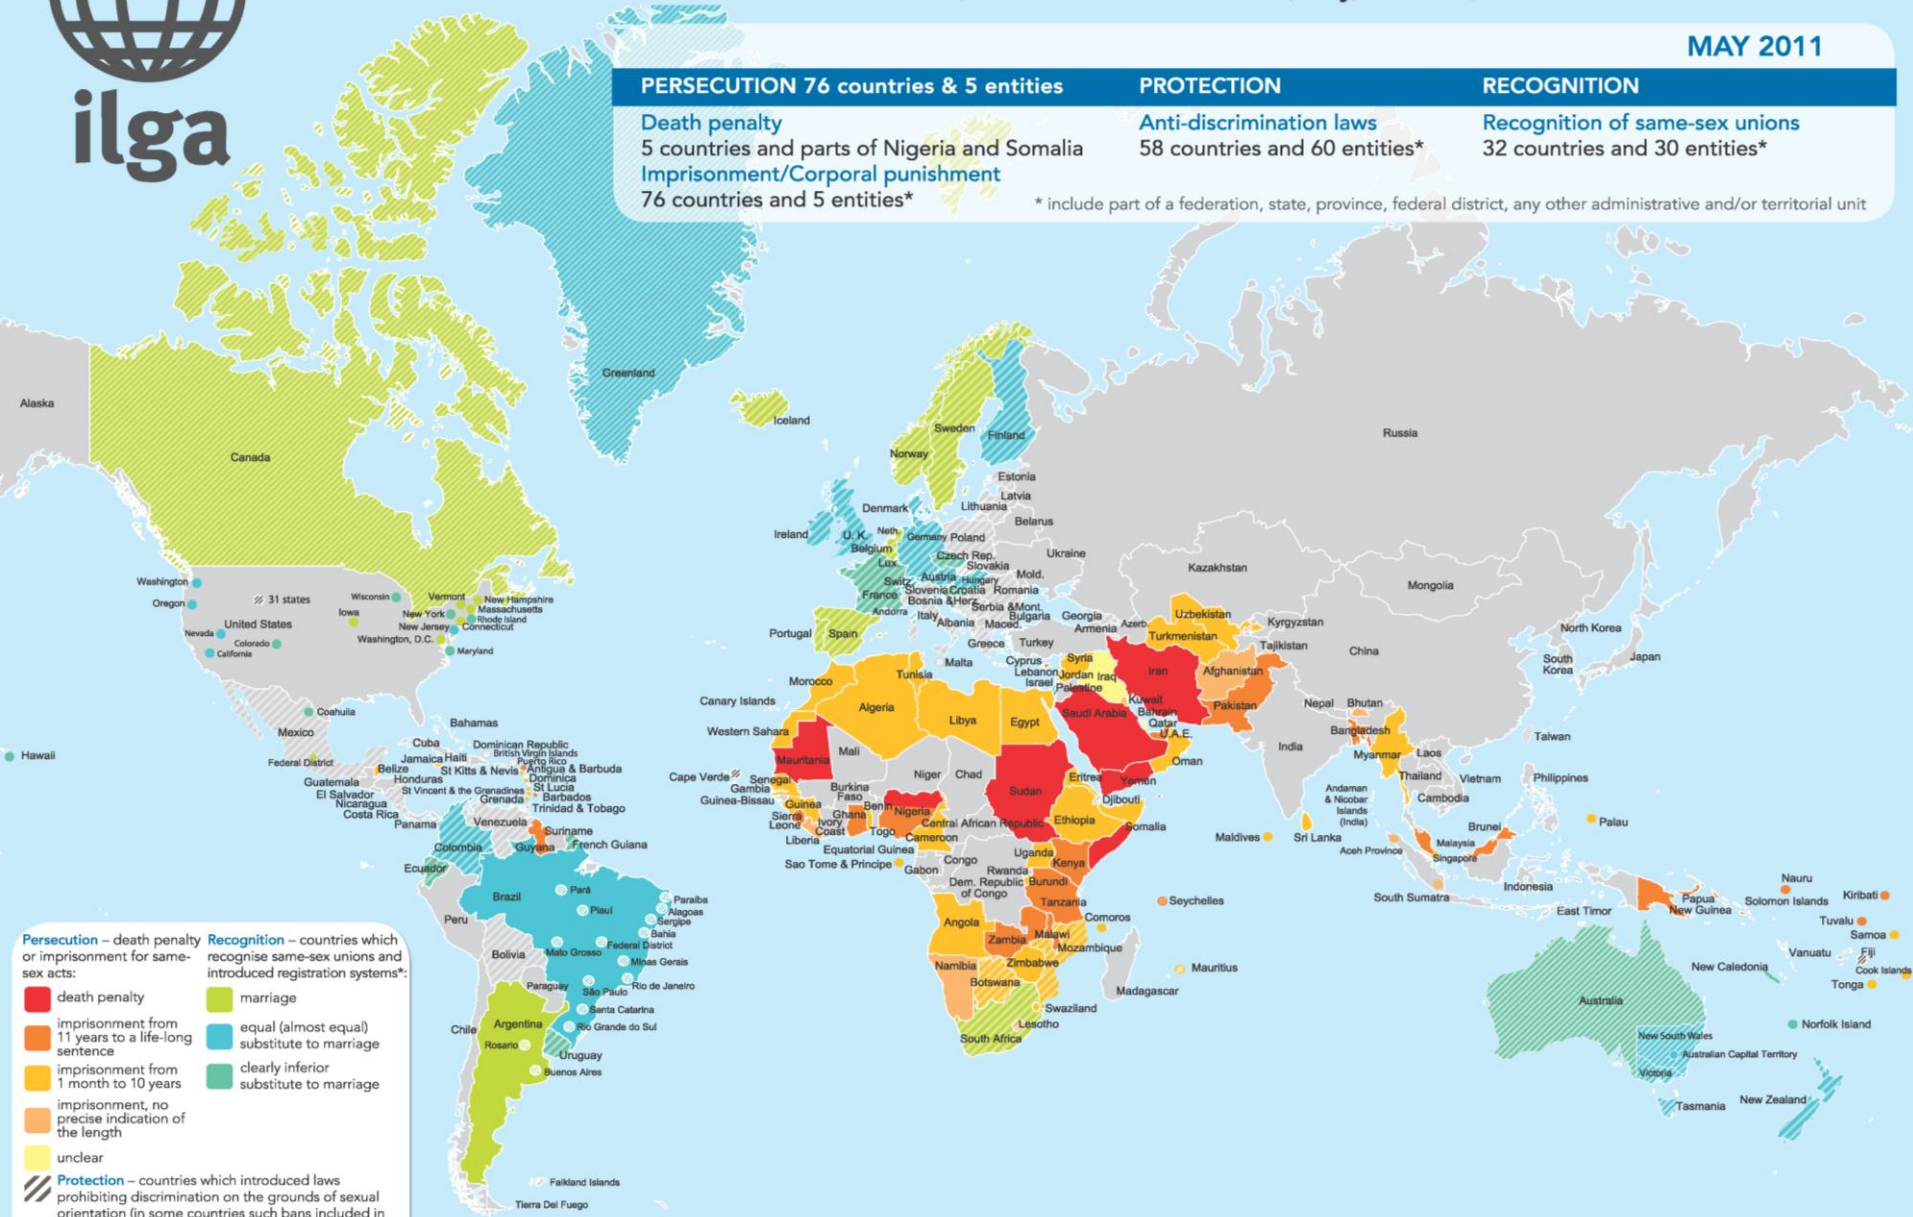 ilga
MAY 2011
PERSECUTION 76 countries & 5 entities
Death penalty
5 countries and parts of Nigeria and Somalia
Imprisonment/Corporal punishment
76 countries and 5 entities*
PROTECTION
Anti-discrimination laws
58 countries and 60 entities*
RECOGNITION
Recognition of same-sex unions
32 countries and 30 entities*
* include part of a federation, state, province, federal district, any other administrative and/or territorial unit
Alaska
Canada
Greenland
Iceland
Sweden
Norway
Finland
Russia
Estonia
Latvia
Lithuania
Belarus
Denmark
Ireland
U. K.
Neth.
Belgium
Germany
Poland
Czech Rep.
Slovakia
Ukraine
Lux.
Switz.
Austria
Hungary
Mold.
France
Slovenia
Croatia
Romania
Bosnia &Herz.
Serbia &Mont.
Andorra
Italy
Albania
Maced.
Bulgaria
Georgia
Armenia
Azerb.
Portugal
Spain
Greece
Turkey
Malta
Cyprus
Syria
Lebanon
Israel
Jordan
Iraq
Palestine
Iran
Kuwait
Saudi Arabia
Bahrain
Qatar
U.A.E.
Oman
Yemen
Kazakhstan
Mongolia
Uzbekistan
Turkmenistan
Kyrgyzstan
Tajikistan
Afghanistan
Pakistan
China
North Korea
South
Korea
Japan
Nepal
Bhutan
Bangladesh
India
Myanmar
Laos
Thailand
Vietnam
Cambodia
Taiwan
Philippines
Andaman
& Nicobar
Islands
(India)
Maldives
Sri Lanka
Brunei
Malaysia
Singapore
Aceh Province
South Sumatra
Indonesia
East Timor
Palau
Papua
New Guinea
Nauru
Solomon Islands
Kiribati
Tuvalu
Samoa
Vanuatu
Fiji
Cook Islands
Tonga
New Caledonia
Norfolk Island
Australia
New South Wales
Australian Capital Territory
Victoria
Tasmania
New Zealand
Washington
Oregon
Nevada
California
31 states
United States
Colorado
Wisconsin
Iowa
Vermont
New York
New Jersey
Washington, D.C.
New Hampshire
Massachusetts
Rhode Island
Connecticut
Maryland
Hawaii
Coahuila
Mexico
Federal District
Bahamas
Cuba
Jamaica
Haiti
Dominican Republic
British Virgin Islands
Puerto Rico
Belize
Honduras
St Kitts & Nevis
Antigua & Barbuda
Dominica
Guatemala
El Salvador
Nicaragua
Costa Rica
Panama
St Vincent & the Grenadines
St Lucia
Grenada
Barbados
Trinidad & Tobago
Venezuela
Suriname
Guyana
French Guiana
Colombia
Ecuador
Peru
Brazil
Pará
Piauí
Paraíba
Alagoas
Sergipe
Bahia
Mato Grosso
Federal District
Minas Gerais
Bolivia
Paraguay
São Paulo
Rio de Janeiro
Santa Catarina
Rio Grande do Sul
Chile
Argentina
Rosario
Uruguay
Buenos Aires
Falkland Islands
Tierra Del Fuego
Canary Islands
Morocco
Algeria
Tunisia
Libya
Egypt
Western Sahara
Mauritania
Mali
Niger
Chad
Sudan
Eritrea
Djibouti
Ethiopia
Somalia
Cape Verde
Senegal
Gambia
Guinea-Bissau
Guinea
Sierra
Leone
Liberia
Ivory
Coast
Burkina
Faso
Ghana
Togo
Benin
Nigeria
Cameroon
Central African Republic
Equatorial Guinea
Sao Tome & Principe
Gabon
Congo
Dem. Republic
of Congo
Rwanda
Burundi
Uganda
Kenya
Tanzania
Seychelles
Comoros
Angola
Zambia
Malawi
Mozambique
Zimbabwe
Namibia
Botswana
Swaziland
Lesotho
South Africa
Madagascar
Mauritius
Persecution – death penalty
or imprisonment for same-
sex acts:
death penalty
imprisonment from
11 years to a life-long
sentence
imprisonment from
1 month to 10 years
imprisonment, no
precise indication of
the length
unclear
Recognition – countries which
recognise same-sex unions and
introduced registration systems*:
marriage
equal (almost equal)
substitute to marriage
clearly inferior
substitute to marriage
Protection – countries which introduced laws
prohibiting discrimination on the grounds of sexual
orientation (in some countries such bans included in